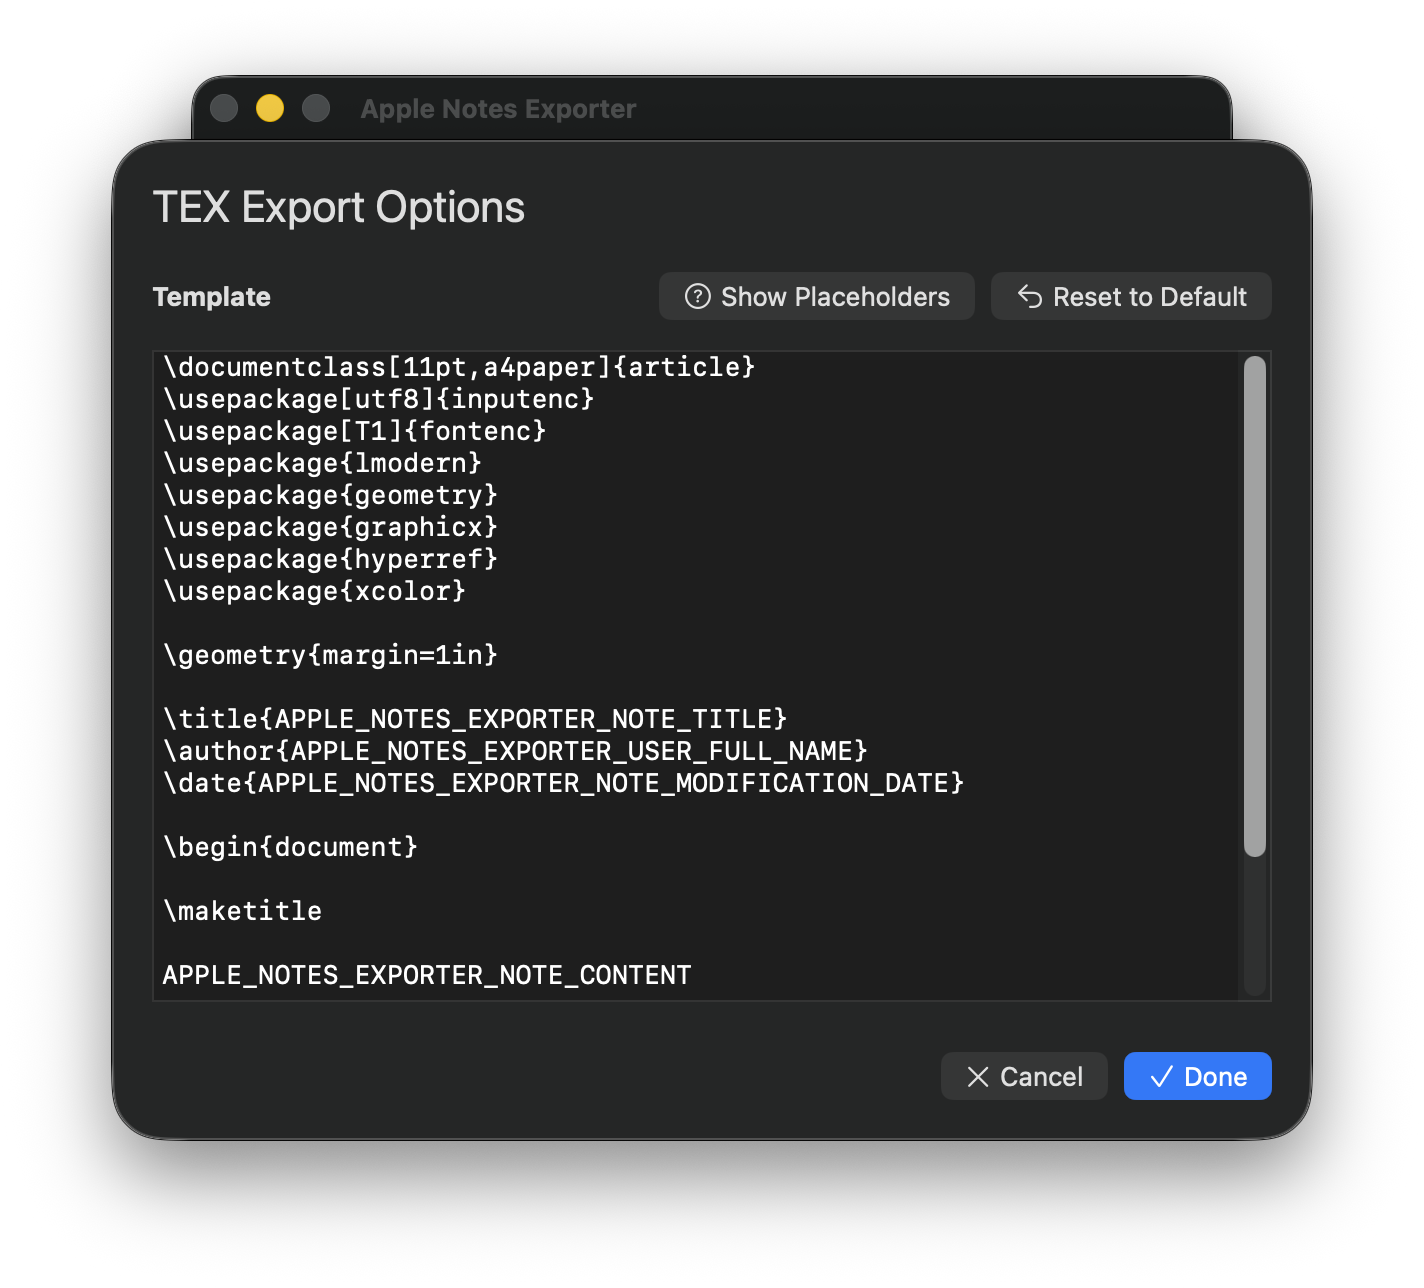 Apple Notes Exporter
TEX Export Options
Template
Show Placeholders
Reset to Default
\documentclass[11pt,a4paper]{article}
\usepackage[utf8]{inputenc}
\usepackage[T1]{fontenc}
\usepackage{lmodern}
\usepackage{geometry}
\usepackage{graphicx}
\usepackage{hyperref}
\usepackage{xcolor}
\geometry{margin=1in}
\title{APPLE_NOTES_EXPORTER_NOTE_TITLE}
\author{APPLE_NOTES_EXPORTER_USER_FULL_NAME}
\date{APPLE_NOTES_EXPORTER_NOTE_MODIFICATION_DATE}
\begin{document}
\maketitle
APPLE_NOTES_EXPORTER_NOTE_CONTENT
Cancel
Done